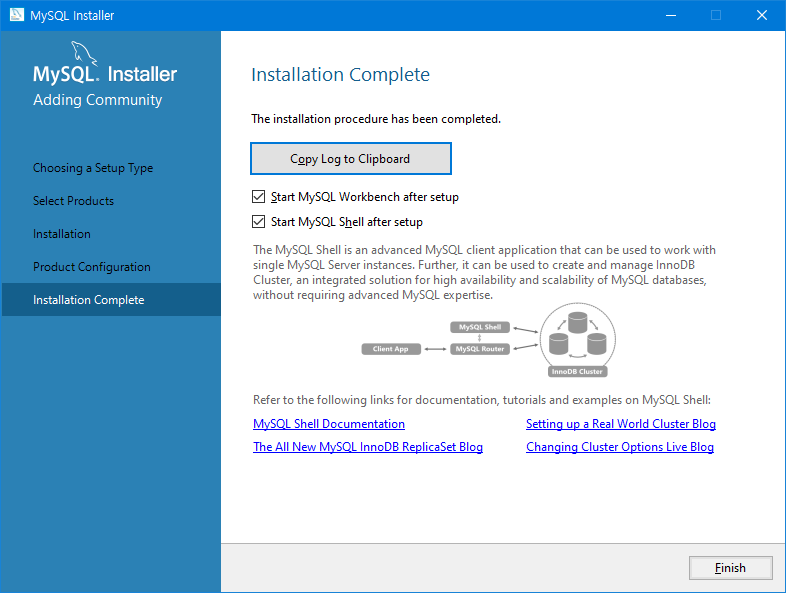 MySQL Installer
MySQL. Installer
Adding Community
Choosing a Setup Type
Select Products
Installation
Product Configuration
Installation Complete
Installation Complete
The installation procedure has been completed.
Copy Log to Clipboard
Start MySQL Workbench after setup
Start MySQL Shell after setup
The MySQL Shell is an advanced MySQL client application that can be used to work with
single MySQL Server instances. Further, it can be used to create and manage InnoDB
Cluster, an integrated solution for high availability and scalability of MySQL databases,
without requiring advanced MySQL expertise.
MySQL Shell
Client App
MySQL Router
InnoDB Cluster
Refer to the following links for documentation, tutorials and examples on MySQL Shell:
MySQL Shell Documentation
Setting up a Real World Cluster Blog
The All New MySQL InnoDB ReplicaSet Blog
Changing Cluster Options Live Blog
Finish